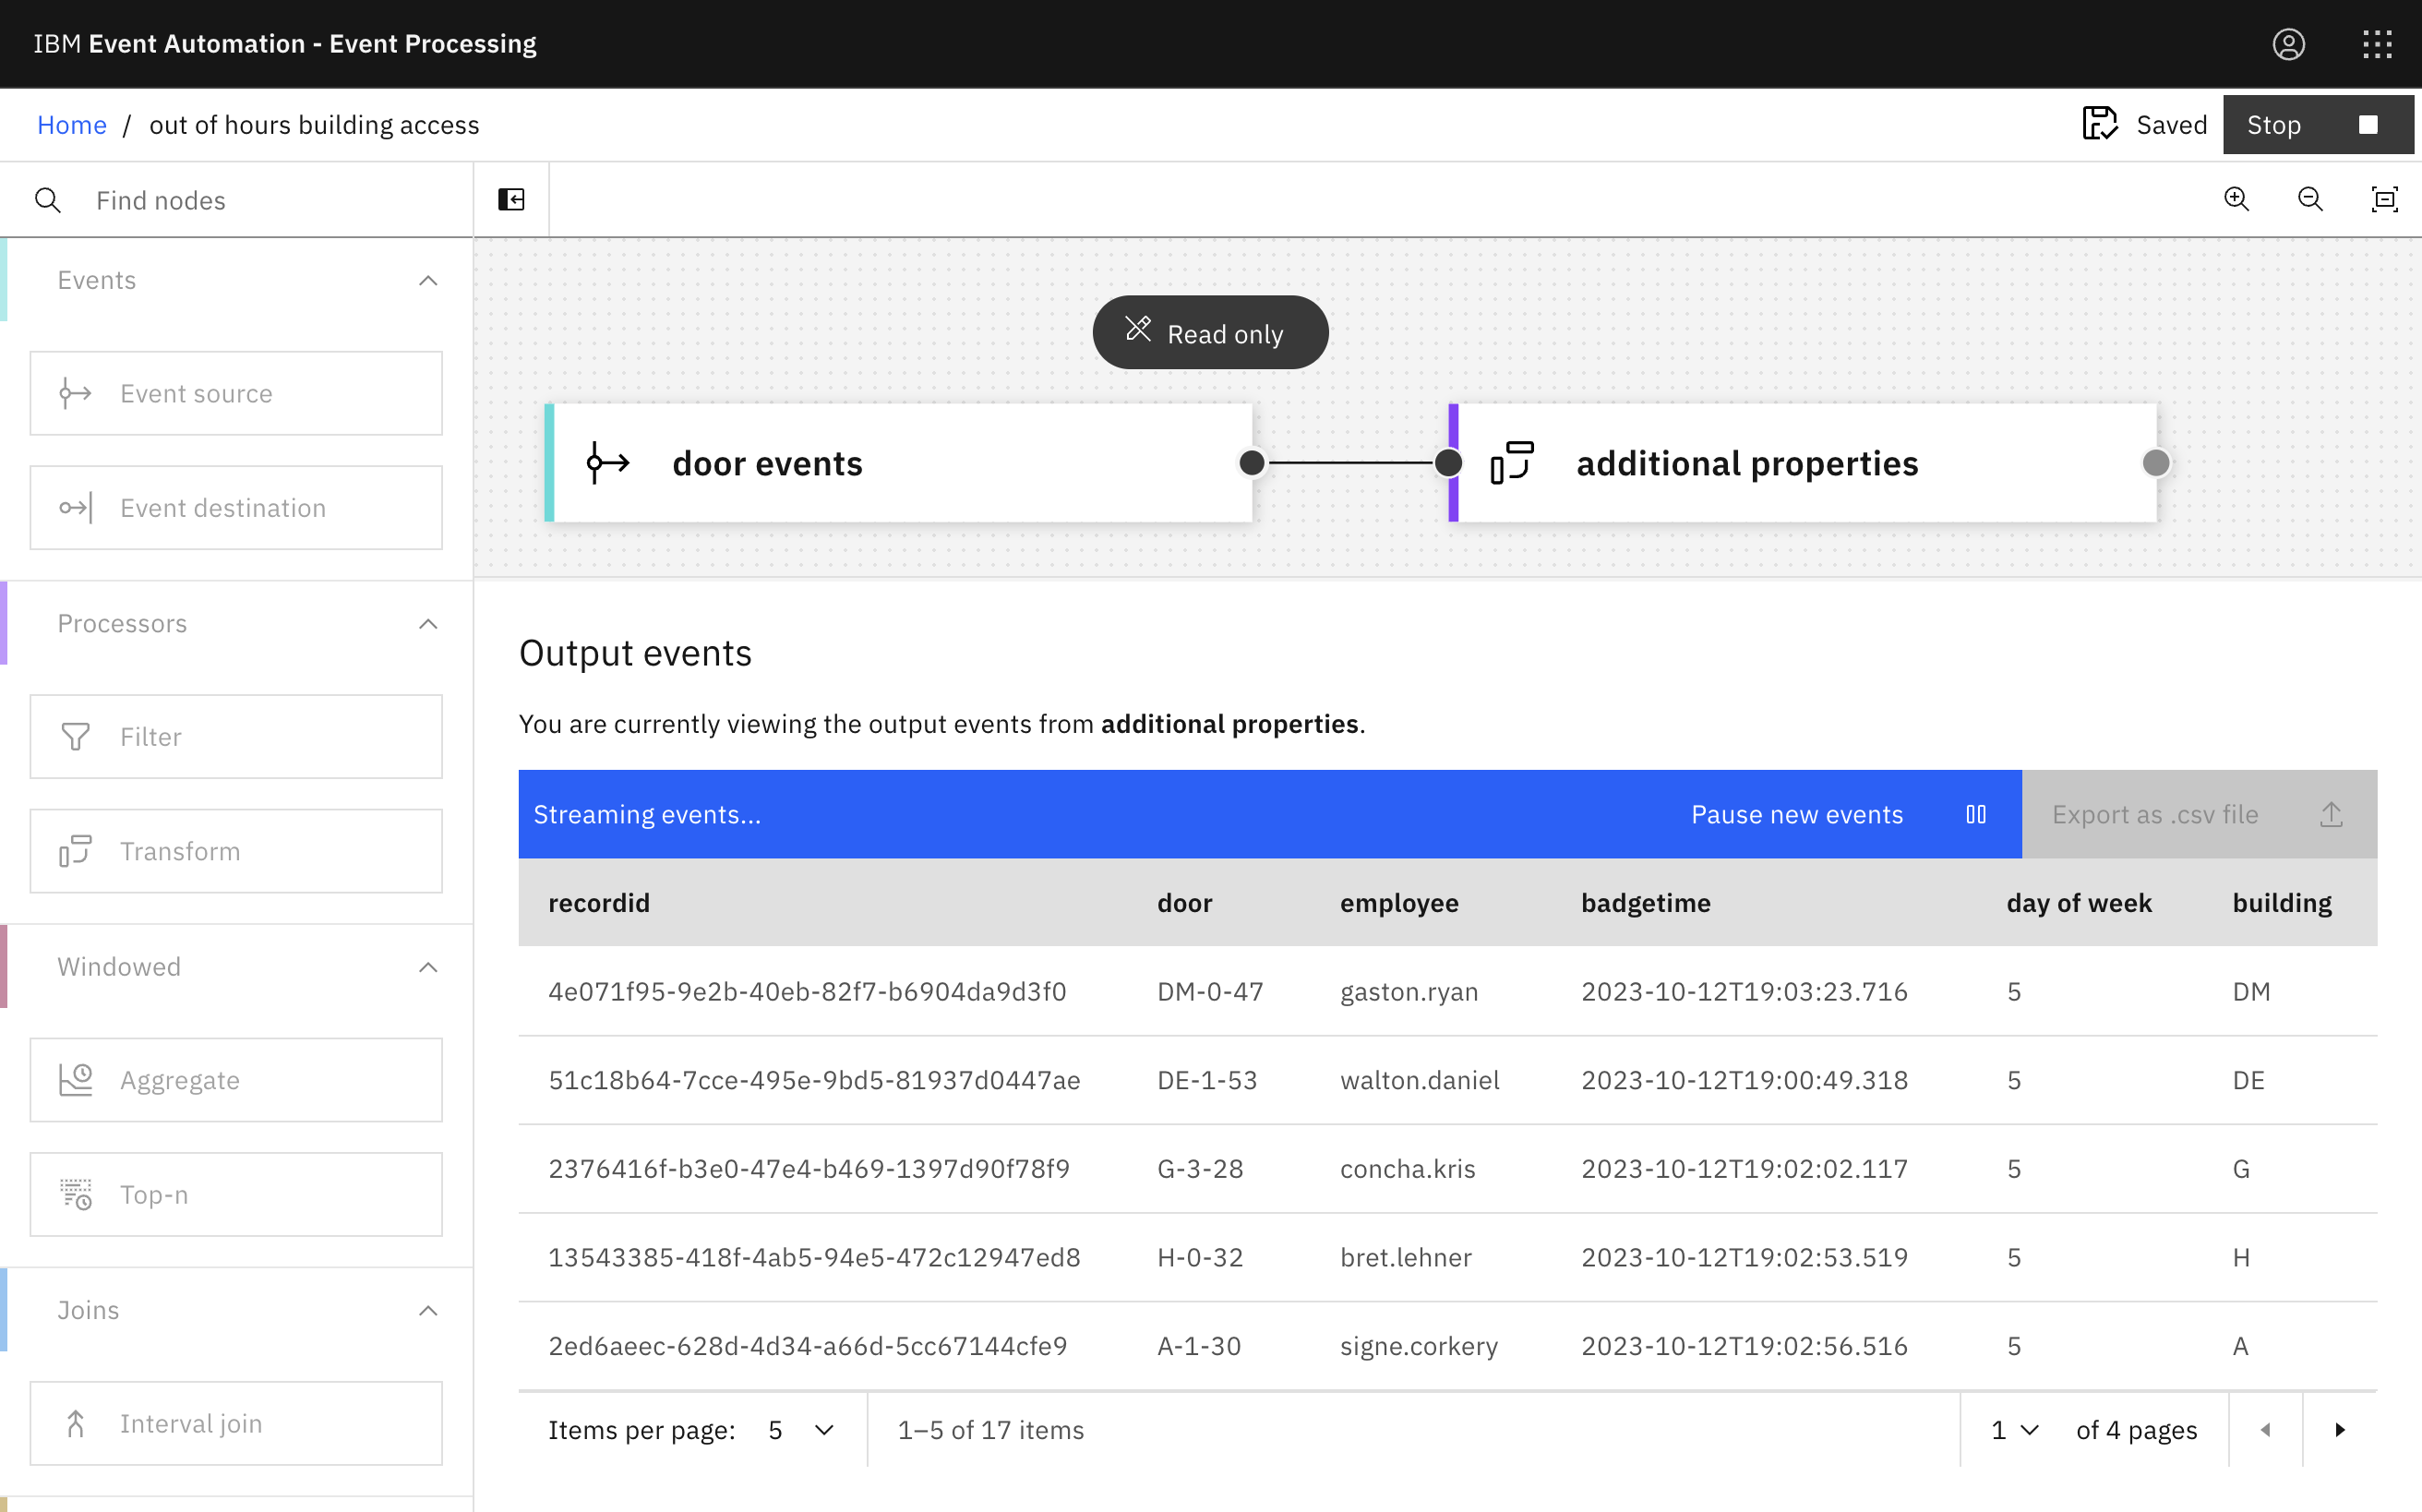 IBM Event Automation - Event Processing
Home / out of hours building access
Saved
Stop
Find nodes
Events
Event source
Event destination
Processors
Filter
Transform
Windowed
Aggregate
Top-n
Joins
Interval join
Read only
door events
additional properties
Output events
You are currently viewing the output events from additional properties.
Streaming events...
Pause new events
Export as .csv file
recordid door employee badgetime day of week building
4e071f95-9e2b-40eb-82f7-b6904da9d3f0 DM-0-47 gaston.ryan 2023-10-12T19:03:23.716 5 DM
51c18b64-7cce-495e-9bd5-81937d0447ae DE-1-53 walton.daniel 2023-10-12T19:00:49.318 5 DE
2376416f-b3e0-47e4-b469-1397d90f78f9 G-3-28 concha.kris 2023-10-12T19:02:02.117 5 G
13543385-418f-4ab5-94e5-472c12947ed8 H-0-32 bret.lehner 2023-10-12T19:02:53.519 5 H
2ed6aeec-628d-4d34-a66d-5cc67144cfe9 A-1-30 signe.corkery 2023-10-12T19:02:56.516 5 A
Items per page: 5 1–5 of 17 items 1 of 4 pages